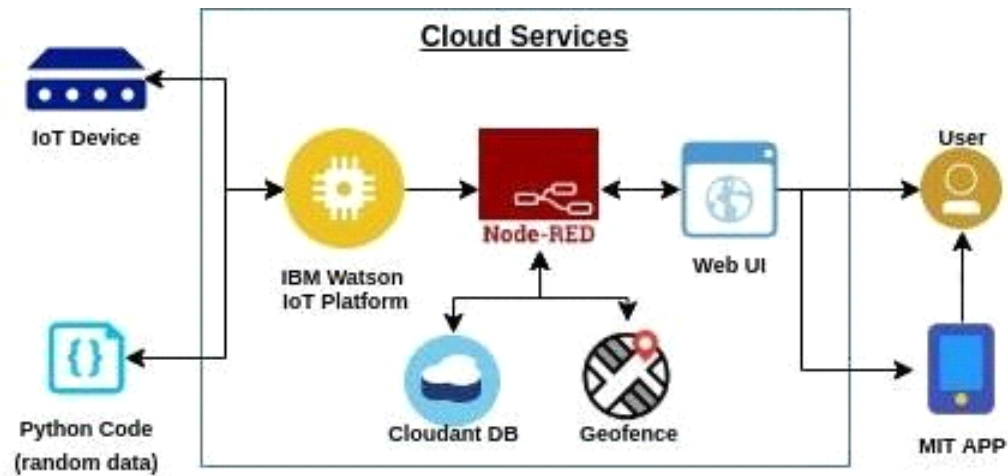 Cloud Services
IoT Device
User
Node-RED
Web UI
IBM Watson
IoT Platform
Python Code
(random data)
Cloudant DB
Geofence
MIT APP
{}